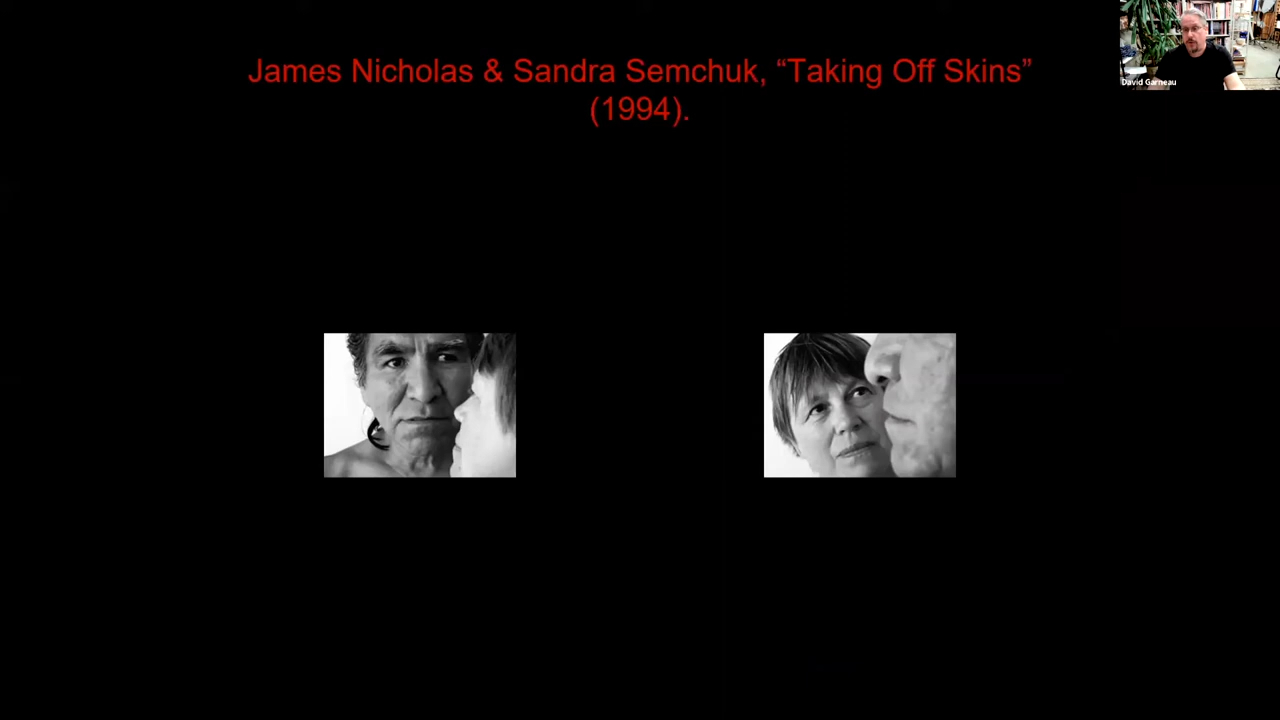 James Nicholas & Sandra Semchuk, “Taking Off Skins”
(1994).
David Garneau